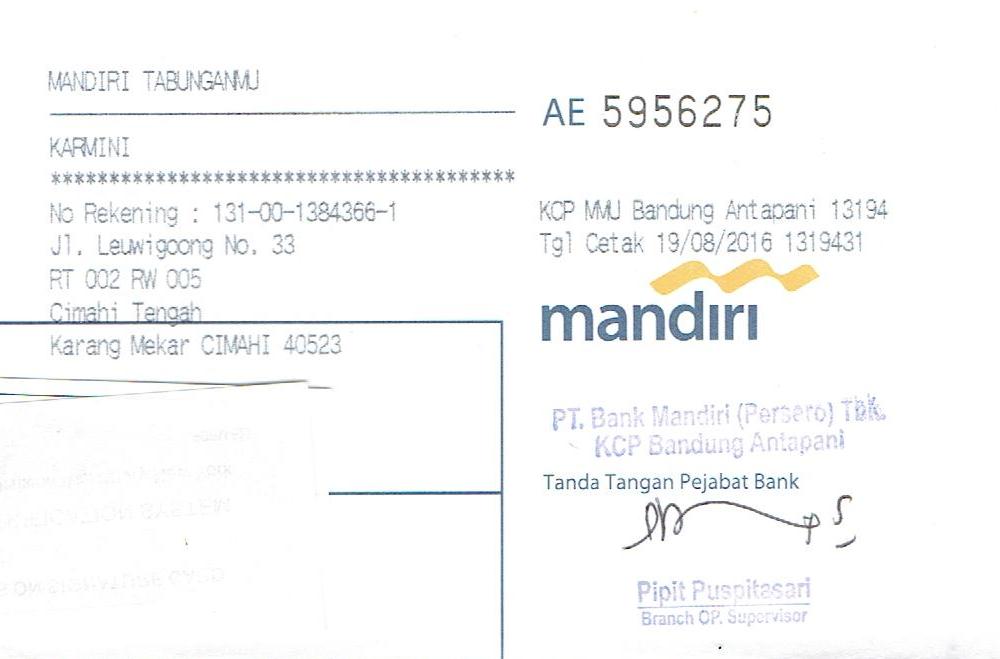 MANDIRI TABUNGANMU
KARMINI
****************************************
No Rekening : 131-00-1384366-1
Jl. Leuwigoong No. 33
RT 002 RW 005
Cimahi Tengah
Karang Mekar CIMAHI 40523
AE 5956275
KCP MMU Bandung Antapani 13194
Tgl Cetak 19/08/2016 1319431
mandiri
PT. Bank Mandiri (Persero) Tbk.
KCP Bandung Antapani
Tanda Tangan Pejabat Bank
Pipit Puspitasari
Branch OP. Supervisor